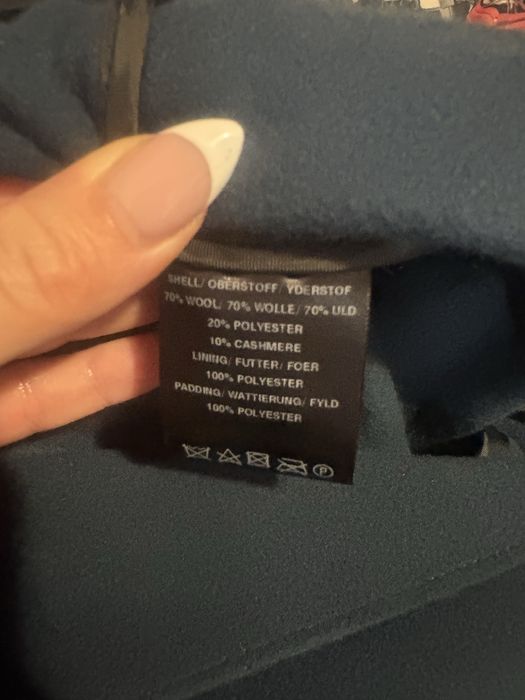 SHELL/ OBERSTOFF/ YDERSTOF
70% WOOL/ 70% WOLLE/ 70% ULD
20% POLYESTER
10% CASHMERE
LINING/ FUTTER/ FOER
100% POLYESTER
PADDING/ WATTIERUNG/ FYLD
100% POLYESTER
P